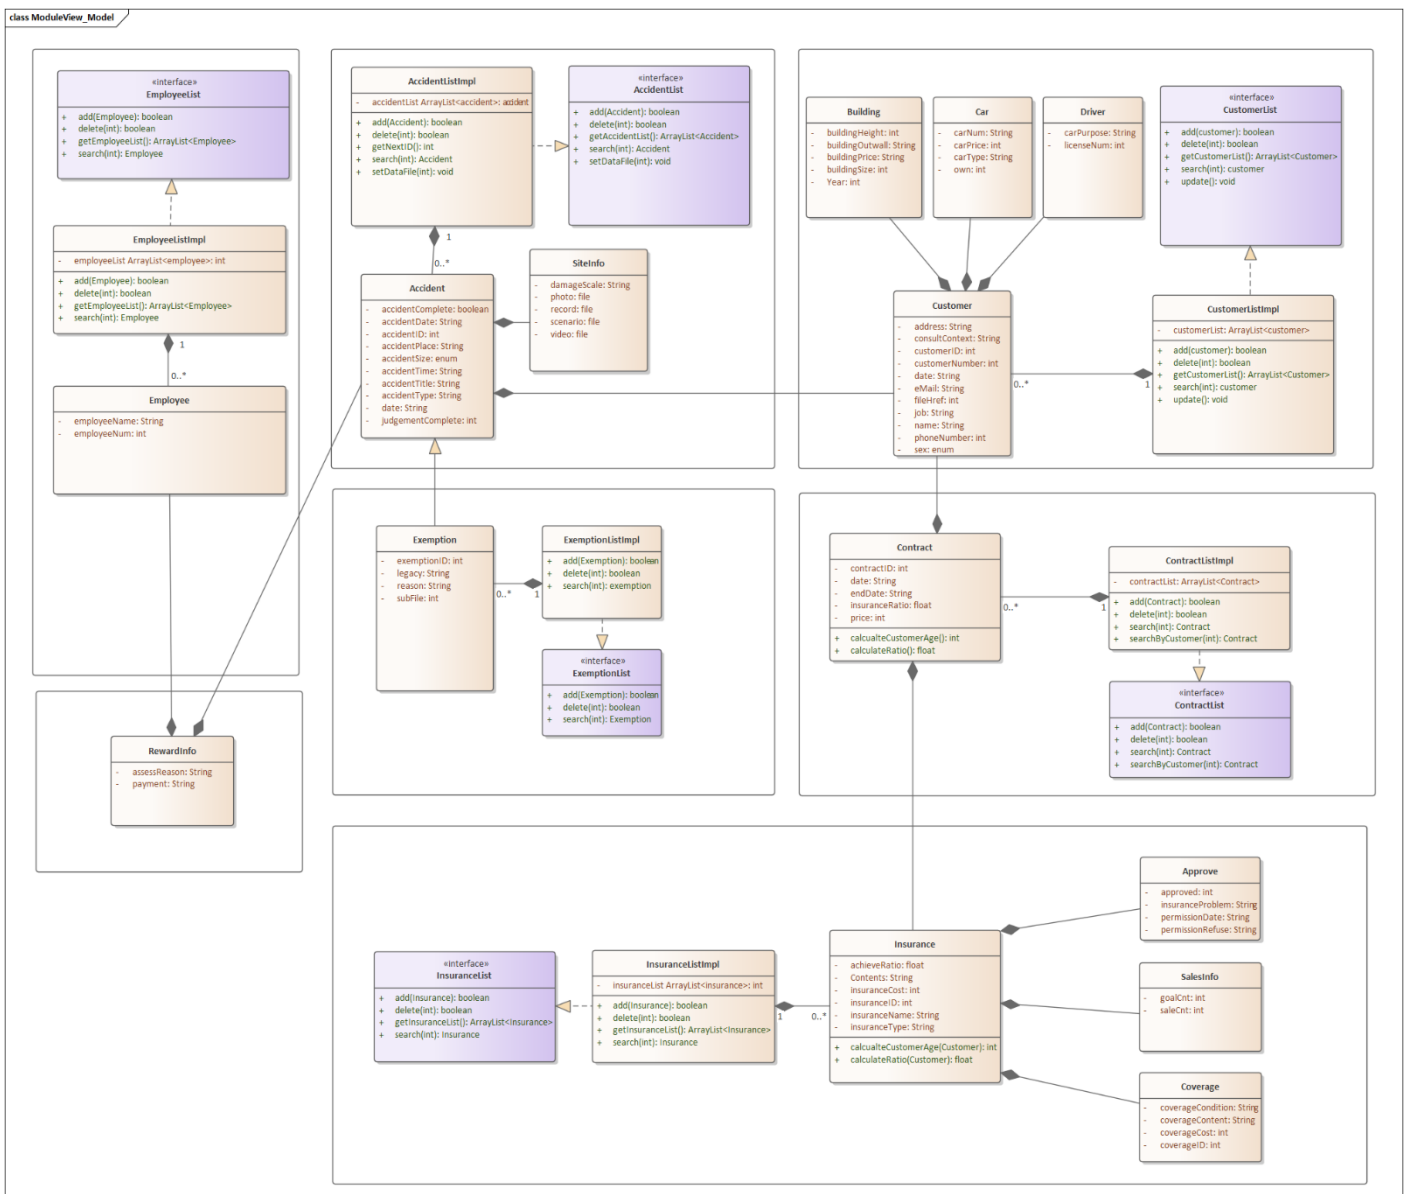 class ModuleView_Model
«interface»
EmployeeList
+ add(Employee): boolean
+ delete(int): boolean
+ getEmployeeList(): ArrayList<Employee>
+ search(int): Employee
EmployeeListImpl
- employeeList ArrayList<employee>: int
+ add(Employee): boolean
+ delete(int): boolean
+ getEmployeeList(): ArrayList<Employee>
+ search(int): Employee
1
0..*
Employee
- employeeName: String
- employeeNum: int
RewardInfo
- assessReason: String
- payment: String
AccidentListImpl
- accidentList ArrayList<accident>: accident
+ add(Accident): boolean
+ delete(int): boolean
+ getNextID(): int
+ search(int): Accident
+ setDataFile(int): void
«interface»
AccidentList
+ add(Accident): boolean
+ delete(int): boolean
+ getAccidentList(): ArrayList<Accident>
+ search(int): Accident
+ setDataFile(int): void
1
0..*
Accident
- accidentComplete: boolean
- accidentDate: String
- accidentID: int
- accidentPlace: String
- accidentSize: enum
- accidentTime: String
- accidentTitle: String
- accidentType: String
- date: String
- judgementComplete: int
SiteInfo
- damageScale: String
- photo: file
- record: file
- scenario: file
- video: file
Building
- buildingHeight: int
- buildingOutwall: String
- buildingPrice: String
- buildingSize: int
- Year: int
Car
- carNum: String
- carPrice: int
- carType: String
- own: int
Driver
- carPurpose: String
- licenseNum: int
«interface»
CustomerList
+ add(customer): boolean
+ delete(int): boolean
+ getCustomerList(): ArrayList<Customer>
+ search(int): customer
+ update(): void
Customer
- address: String
- consultContext: String
- customerID: int
- customerNumber: int
- date: String
- eMail: String
- fileHref: int
- job: String
- name: String
- phoneNumber: int
- sex: enum
0..*
1
CustomerListImpl
- customerList: ArrayList<customer>
+ add(customer): boolean
+ delete(int): boolean
+ getCustomerList(): ArrayList<Customer>
+ search(int): customer
+ update(): void
Exemption
- exemptionID: int
- legacy: String
- reason: String
- subFile: int
0..*
1
ExemptionListImpl
+ add(Exemption): boolean
+ delete(int): boolean
+ search(int): exemption
«interface»
ExemptionList
+ add(Exemption): boolean
+ delete(int): boolean
+ search(int): Exemption
Contract
- contractID: int
- date: String
- endDate: String
- insuranceRatio: float
- price: int
+ calcualteCustomerAge(): int
+ calculateRatio(): float
0..*
1
ContractListImpl
- contractList: ArrayList<Contract>
+ add(Contract): boolean
+ delete(int): boolean
+ search(int): Contract
+ searchByCustomer(int): Contract
«interface»
ContractList
+ add(Contract): boolean
+ delete(int): boolean
+ search(int): Contract
+ searchByCustomer(int): Contract
«interface»
InsuranceList
+ add(Insurance): boolean
+ delete(int): boolean
+ getInsuranceList(): ArrayList<Insurance>
+ search(int): Insurance
InsuranceListImpl
- insuranceList ArrayList<insurance>: int
+ add(Insurance): boolean
+ delete(int): boolean
+ getInsuranceList(): ArrayList<Insurance>
+ search(int): insurance
1
0..*
Insurance
- achieveRatio: float
- Contents: String
- insuranceCost: int
- insuranceID: int
- insuranceName: String
- insuranceType: String
+ calcualteCustomerAge(Customer): int
+ calculateRatio(Customer): float
Approve
- approved: int
- insuranceProblem: String
- permissionDate: String
- permissionRefuse: String
SalesInfo
- goalCnt: int
- saleCnt: int
Coverage
- coverageCondition: String
- coverageContent: String
- coverageCost: int
- coverageID: int